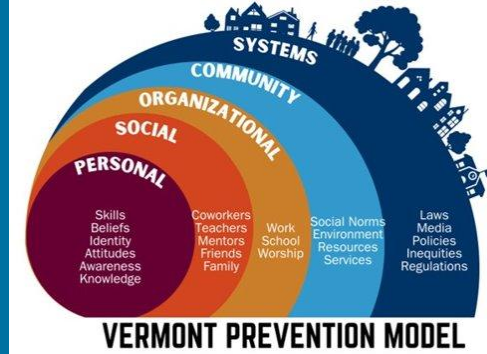 SYSTEMS
COMMUNITY
ORGANIZATIONAL
SOCIAL
PERSONAL
Skills
Beliefs
Identity
Attitudes
Awareness
Knowledge
Coworkers
Teachers
Mentors
Friends
Family
Work
School
Worship
Social Norms
Environment
Resources
Services
Laws
Media
Policies
Inequities
Regulations
VERMONT PREVENTION MODEL